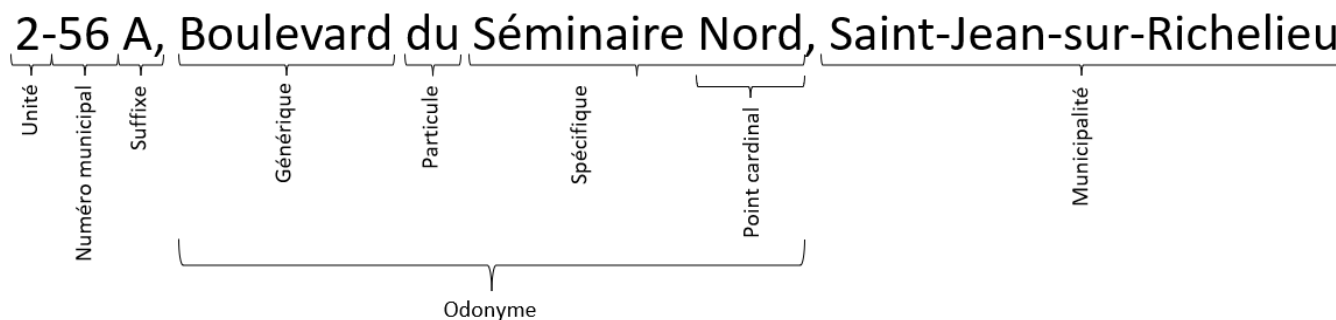 2-56 A, Boulevard du Séminaire Nord, Saint-Jean-sur-Richelieu
Unité
Numéro municipal
Suffixe
Générique
Particule
Spécifique
Point cardinal
Municipalité
Odonyme